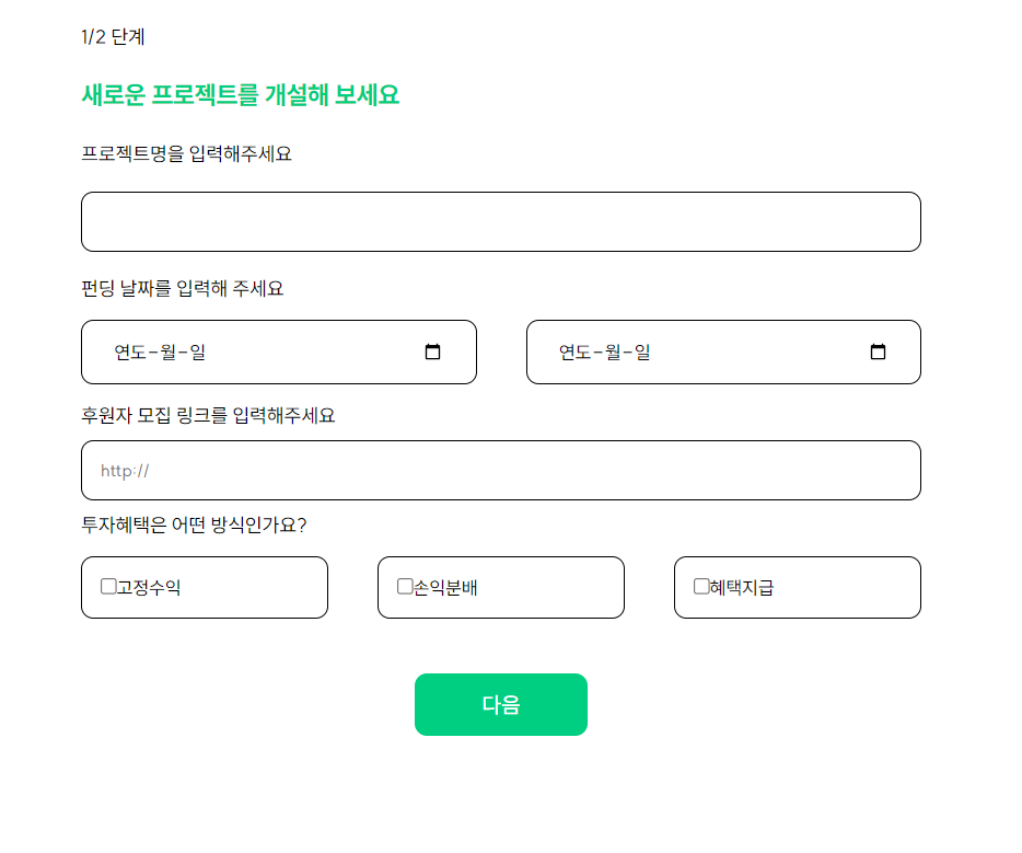 1/2 단계
새로운 프로젝트를 개설해 보세요
프로젝트명을 입력해주세요
펀딩 날짜를 입력해 주세요
연도-월-일 연도-월-일
후원자 모집 링크를 입력해주세요
http://
투자혜택은 어떤 방식인가요?
고정수익 손익분배 혜택지급
다음